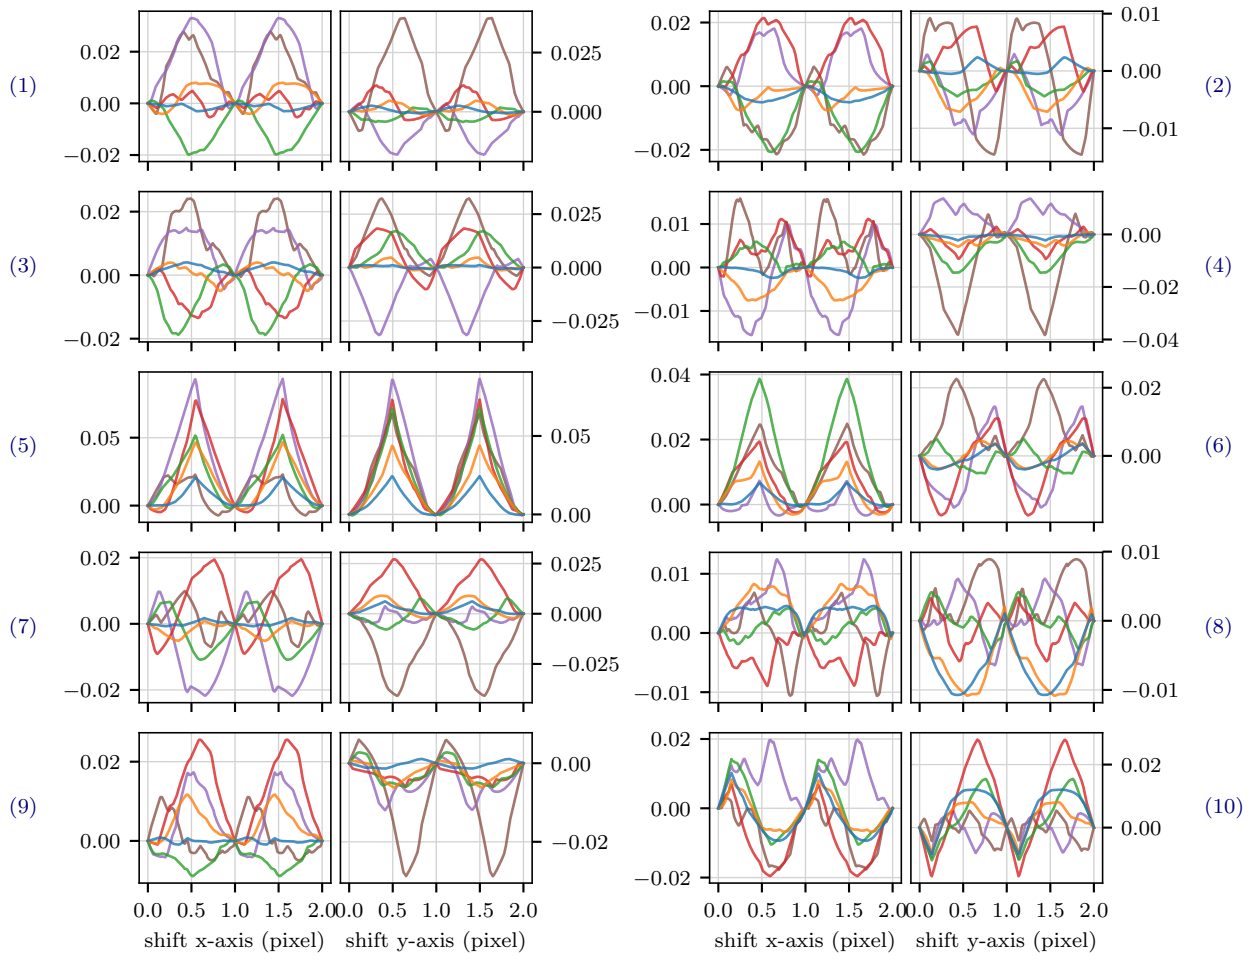 0.02 0.00 −0.02 (1) 0.025 0.000
0.02 0.00 −0.02 0.01 0.00 −0.01 (2)
0.02 0.00 −0.02 (3) 0.025 0.000 −0.025
0.01 0.00 −0.01 0.00 −0.02 −0.04 (4)
0.05 0.00 (5) 0.05 0.00
0.04 0.02 0.00 0.02 0.00 (6)
0.02 0.00 −0.02 (7) 0.025 0.000 −0.025
0.01 0.00 −0.01 0.01 0.00 −0.01 (8)
0.02 0.00 (9) 0.00 −0.02
0.02 0.00 −0.02 0.02 0.00 (10)
0.0 0.5 1.0 1.5 2.0 0.0 0.5 1.0 1.5 2.0 0.0 0.5 1.0 1.5 2.0 0.0 0.5 1.0 1.5 2.0
shift x-axis (pixel) shift y-axis (pixel) shift x-axis (pixel) shift y-axis (pixel)